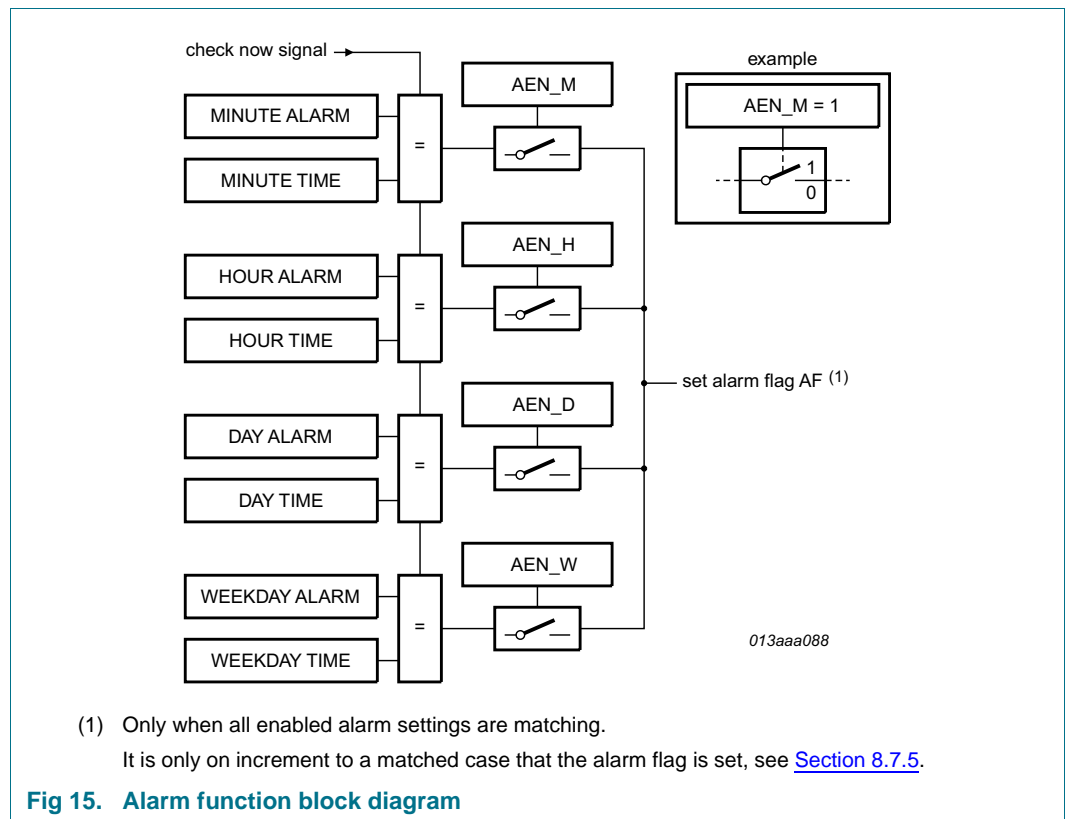 check now signal
example
AEN_M
AEN_M = 1
MINUTE ALARM
=
MINUTE TIME
1
0
AEN_H
HOUR ALARM
=
HOUR TIME
set alarm flag AF (1)
AEN_D
DAY ALARM
=
DAY TIME
AEN_W
WEEKDAY ALARM
=
WEEKDAY TIME
013aaa088
(1) Only when all enabled alarm settings are matching.
It is only on increment to a matched case that the alarm flag is set, see Section 8.7.5.
Fig 15. Alarm function block diagram